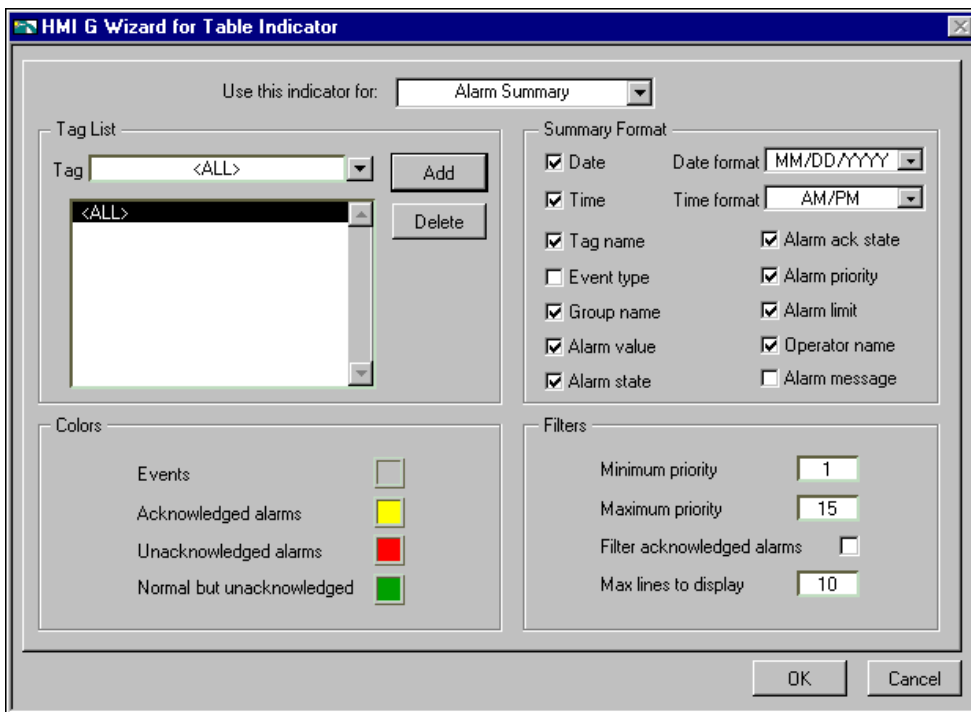 HMI G Wizard for Table Indicator
Use this indicator for: Alarm Summary
Tag List
Tag <ALL> Add
<ALL>
Delete
Summary Format
Date Date format MM/DD/YYYY
Time Time format AM/PM
Tag name Alarm ack state
Event type Alarm priority
Group name Alarm limit
Alarm value Operator name
Alarm state Alarm message
Colors
Events
Acknowledged alarms
Unacknowledged alarms
Normal but unacknowledged
Filters
Minimum priority 1
Maximum priority 15
Filter acknowledged alarms
Max lines to display 10
OK Cancel